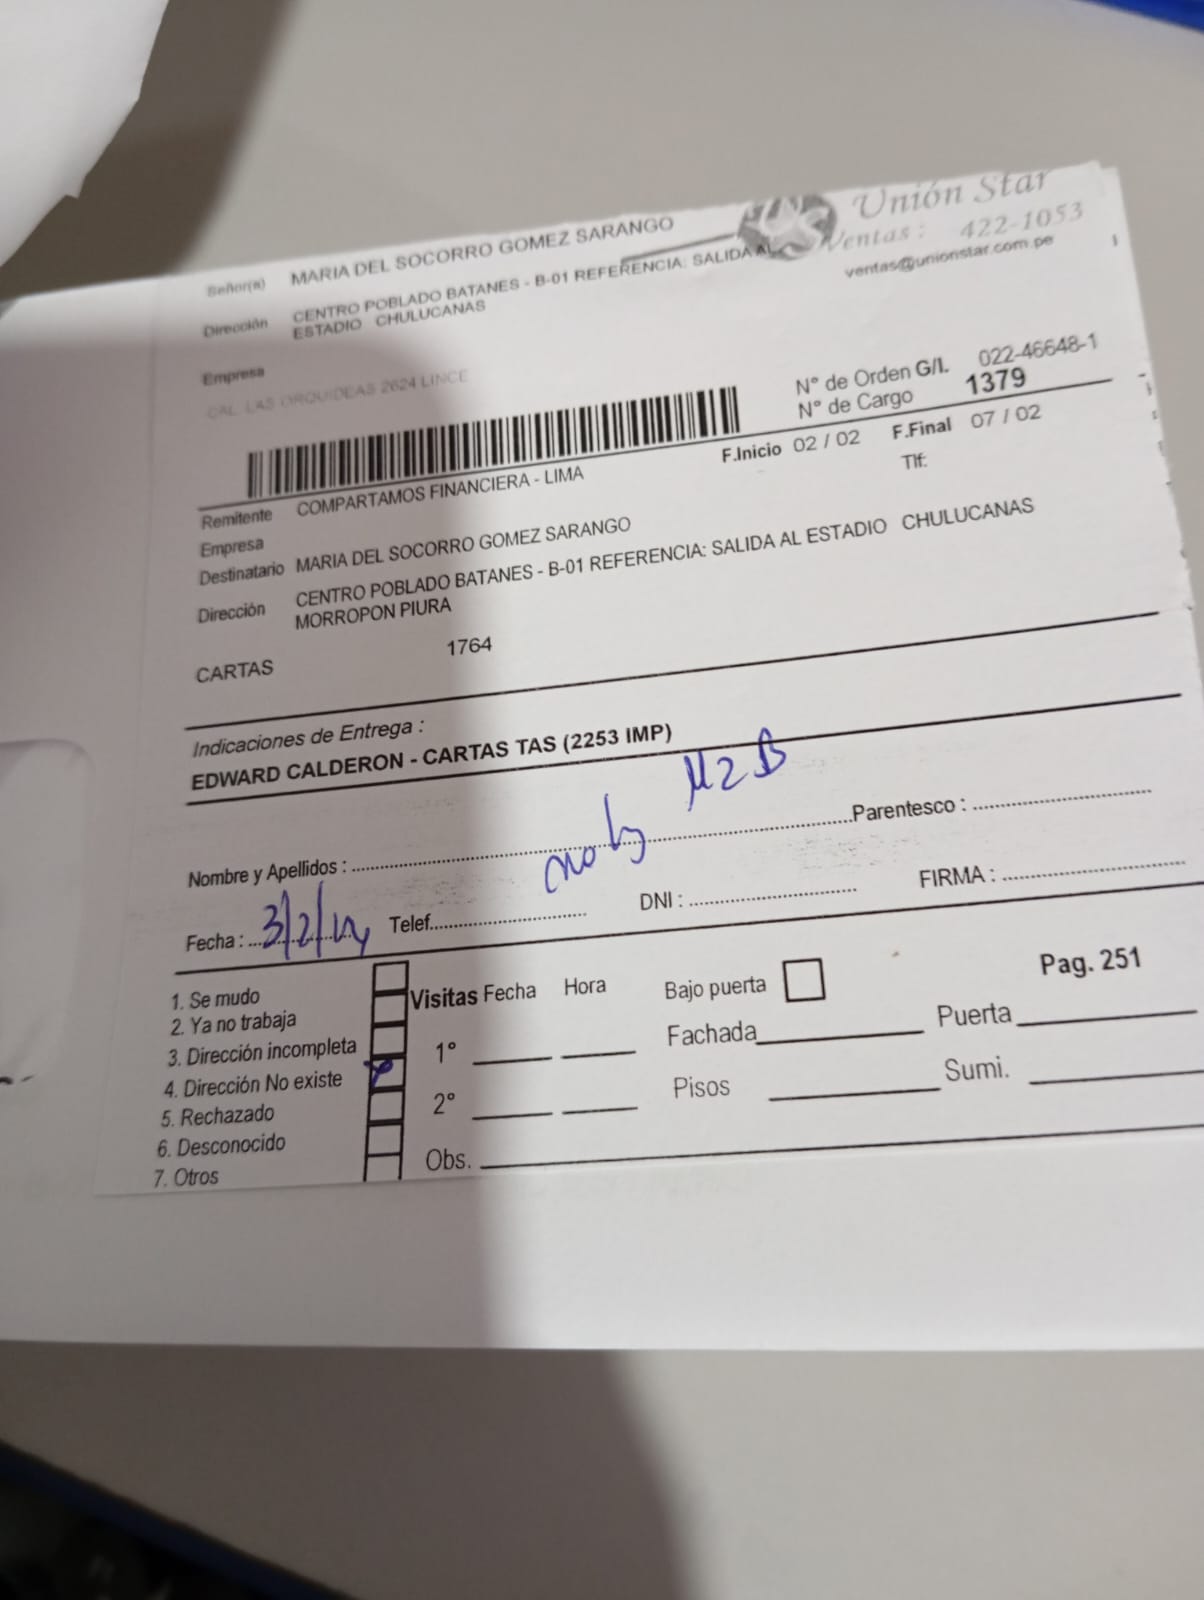 Unión Star
Ventas: 422-1053
ventas@unionstar.com.pe
Señor(a) MARIA DEL SOCORRO GOMEZ SARANGO
Dirección CENTRO POBLADO BATANES - B-01 REFERENCIA: SALIDA AL
ESTADIO CHULUCANAS
Empresa
CAL. LAS ORQUIDEAS 2624 LINCE
N° de Orden G/I. 022-46648-1
N° de Cargo 1379
F.Inicio 02 / 02 F.Final 07 / 02
Tlf:
Remitente COMPARTAMOS FINANCIERA - LIMA
Empresa
Destinatario MARIA DEL SOCORRO GOMEZ SARANGO
Dirección CENTRO POBLADO BATANES - B-01 REFERENCIA: SALIDA AL ESTADIO CHULUCANAS
MORROPON PIURA
CARTAS 1764
Indicaciones de Entrega :
EDWARD CALDERON - CARTAS TAS (2253 IMP)
MZ B
Nombre y Apellidos : Parentesco :
Fecha : 3/2/ Telef. DNI : FIRMA :
1. Se mudo
2. Ya no trabaja
3. Dirección incompleta
4. Dirección No existe
5. Rechazado
6. Desconocido
7. Otros
Visitas Fecha Hora
1°
2°
Obs.
Bajo puerta
Fachada Puerta
Pisos Sumi.
Pag. 251